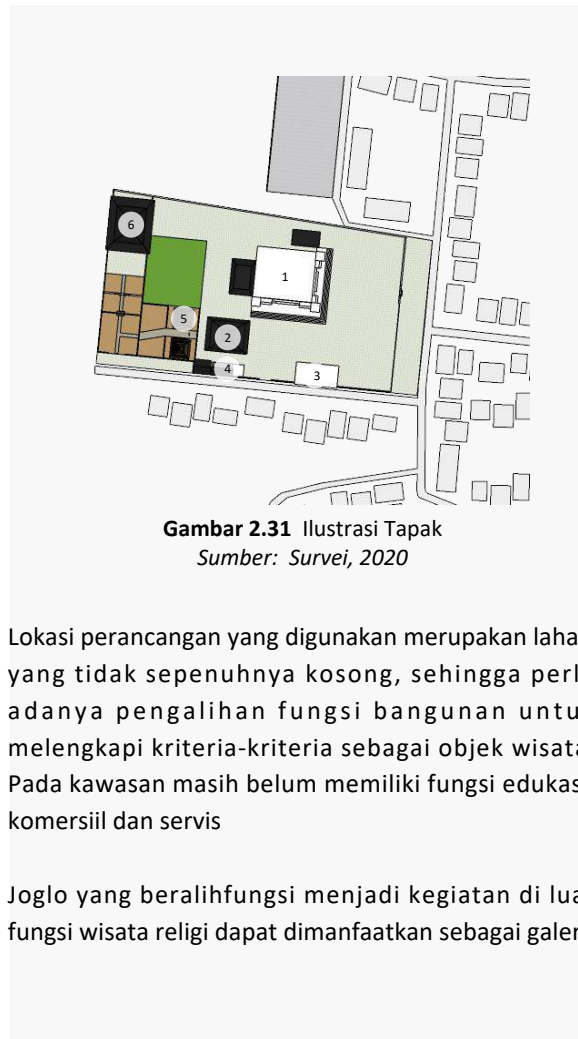 6
1
5
2
4
3
Gambar 2.31 Ilustrasi Tapak
Sumber: Survei, 2020
Lokasi perancangan yang digunakan merupakan laha
yang tidak sepenuhnya kosong, sehingga perl
adanya pengalihan fungsi bangunan untu
melengkapi kriteria-kriteria sebagai objek wisata
Pada kawasan masih belum memiliki fungsi edukas
komersiil dan servis
Joglo yang beralihfungsi menjadi kegiatan di lua
fungsi wisata religi dapat dimanfaatkan sebagai galer